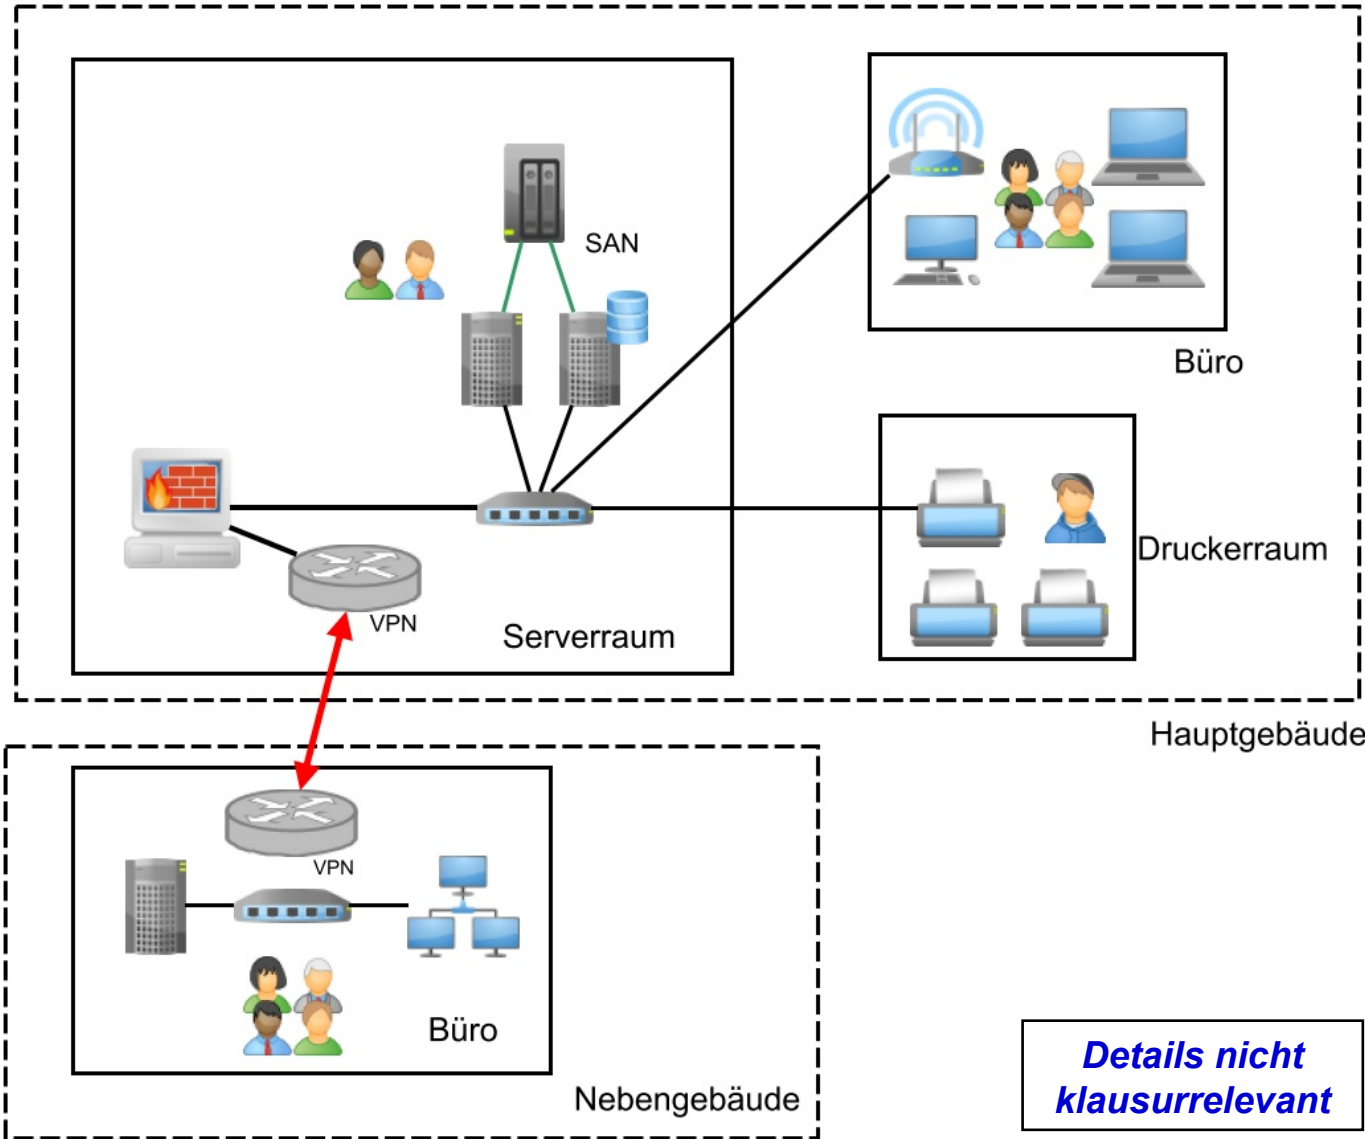 SAN
Büro
Druckerraum
VPN
Serverraum
Hauptgebäude
VPN
Büro
Nebengebäude
Details nicht
klausurrelevant